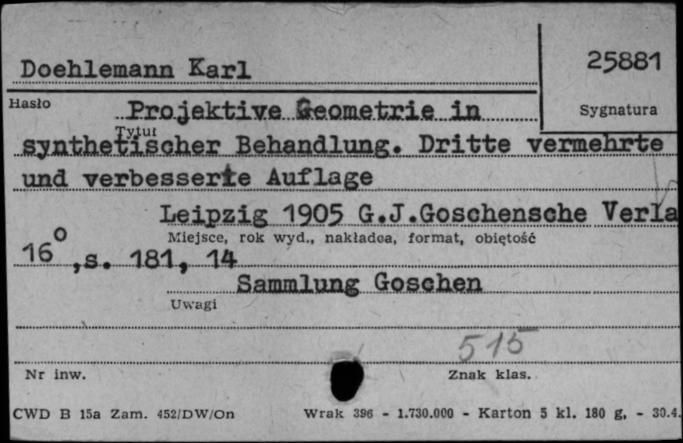 Doehlemann Karl
25881
Hasło
Sygnatura
Projektive Geometrie in
Tytuł
synthetischer Behandlung. Dritte vermehrte
und verbesserte Auflage
Leipzig 1905 G.J.Goschensche Verla
Miejsce, rok wyd., nakładca, format, objętość
16°, s. 181, 14
Sammlung Goschen
Uwagi
515
Nr inw.
Znak klas.
CWD B 15a Zam. 452/DW/On
Wrak 396 - 1.730.000 - Karton 5 kl. 180 g, - 30.4.